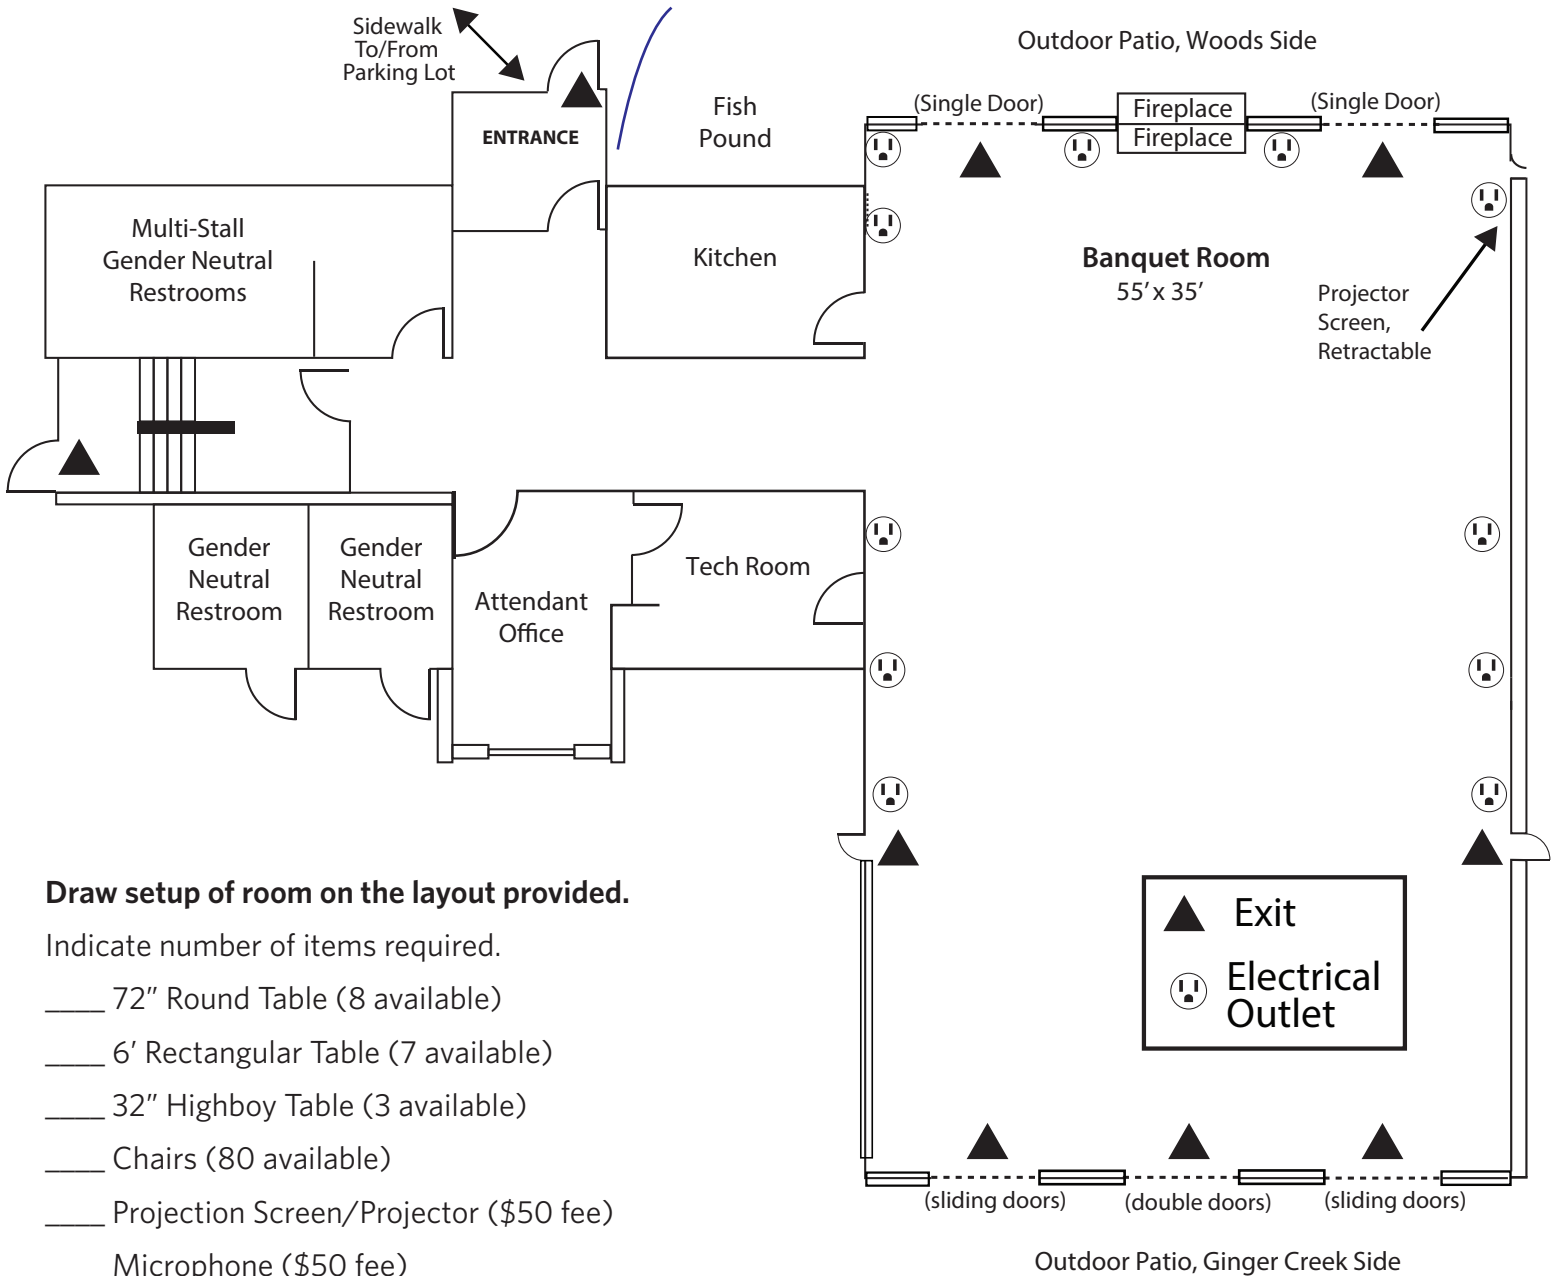 Sidewalk
To/From
Parking Lot
ENTRANCE
Fish
Pound
Outdoor Patio, Woods Side
(Single Door)
Fireplace
Fireplace
(Single Door)
Multi-Stall
Gender Neutral
Restrooms
Kitchen
Banquet Room
55’ x 35’
Projector
Screen,
Retractable
Gender
Neutral
Restroom
Gender
Neutral
Restroom
Attendant
Office
Tech Room
Exit
Electrical
Outlet
(sliding doors)
(double doors)
(sliding doors)
Outdoor Patio, Ginger Creek Side
Draw setup of room on the layout provided.
Indicate number of items required.
____ 72” Round Table (8 available)
____ 6’ Rectangular Table (7 available)
____ 32” Highboy Table (3 available)
____ Chairs (80 available)
____ Projection Screen/Projector ($50 fee)
Microphone ($50 fee)